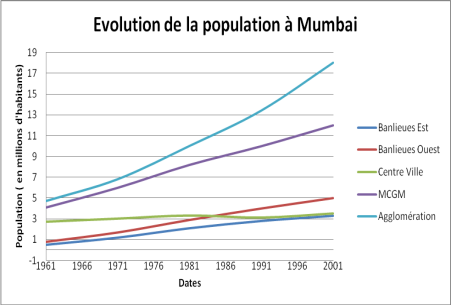 Evolution de la population à Mumbai
Population ( en millions d'habitants)
19
17
15
13
11
9
7
5
3
1
-1
1961 1966 1971 1976 1981 1986 1991 1996 2001
Dates
Banlieues Est
Banlieues Ouest
Centre Ville
MCGM
Agglomération